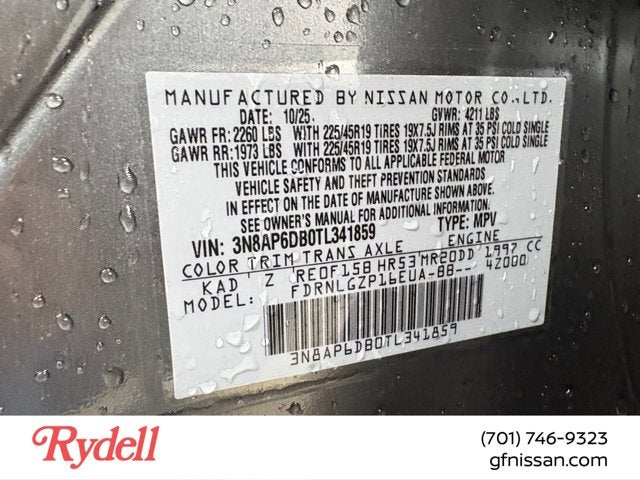 MANUFACTURED BY NISSAN MOTOR CO.,LTD.
DATE: 10/25 GVWR: 4211 LBS
GAWR FR: 2260 LBS WITH 225/45R19 TIRES 19X7.5J RIMS AT 35 PSI COLD SINGLE
GAWR RR: 1973 LBS WITH 225/45R19 TIRES 19X7.5J RIMS AT 35 PSI COLD SINGLE
THIS VEHICLE CONFORMS TO ALL APPLICABLE FEDERAL MOTOR
VEHICLE SAFETY AND THEFT PREVENTION STANDARDS
IN EFFECT ON THE DATE OF MANUFACTURE SHOWN ABOVE.
SEE OWNER'S MANUAL FOR ADDITIONAL INFORMATION
VIN: 3N8AP6DB0TL341859 TYPE: MPV
COLOR TRIM TRANS AXLE ENGINE
KAD Z RE0F15B HR53 MR20DD 1997 CC
MODEL: FDRNLGZP16EUA-BB-- 4Z000
3N8AP6DB0TL341859
Rydell
(701) 746-9323
gfnissan.com